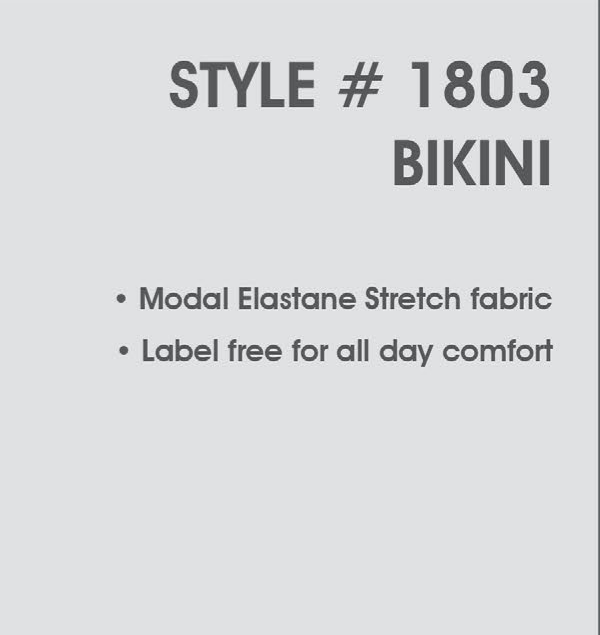 STYLE # 1803
BIKINI
• Modal Elastane Stretch fabric
• Label free for all day comfort